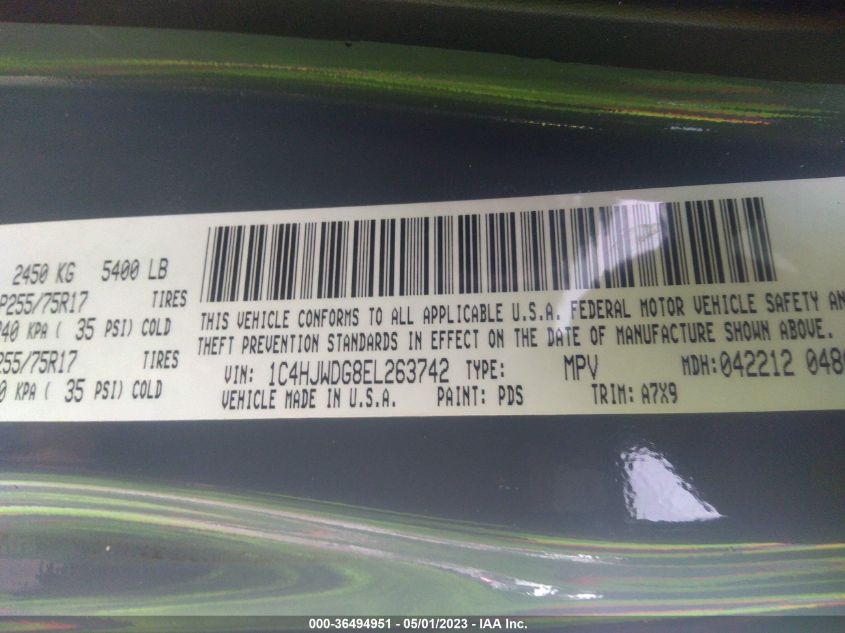 2450 KG 5400 LB
P255/75R17 TIRES
240 KPA ( 35 PSI) COLD
255/75R17 TIRES
0 KPA ( 35 PSI) COLD
THIS VEHICLE CONFORMS TO ALL APPLICABLE U.S.A. FEDERAL MOTOR VEHICLE SAFETY AN
THEFT PREVENTION STANDARDS IN EFFECT ON THE DATE OF MANUFACTURE SHOWN ABOVE.
VIN: 1C4HJWDG8EL263742 TYPE: MPV MDH: 042212 048
VEHICLE MADE IN U.S.A. PAINT: PDS TRIM: A7X9
000-36494951 - 05/01/2023 - IAA Inc.